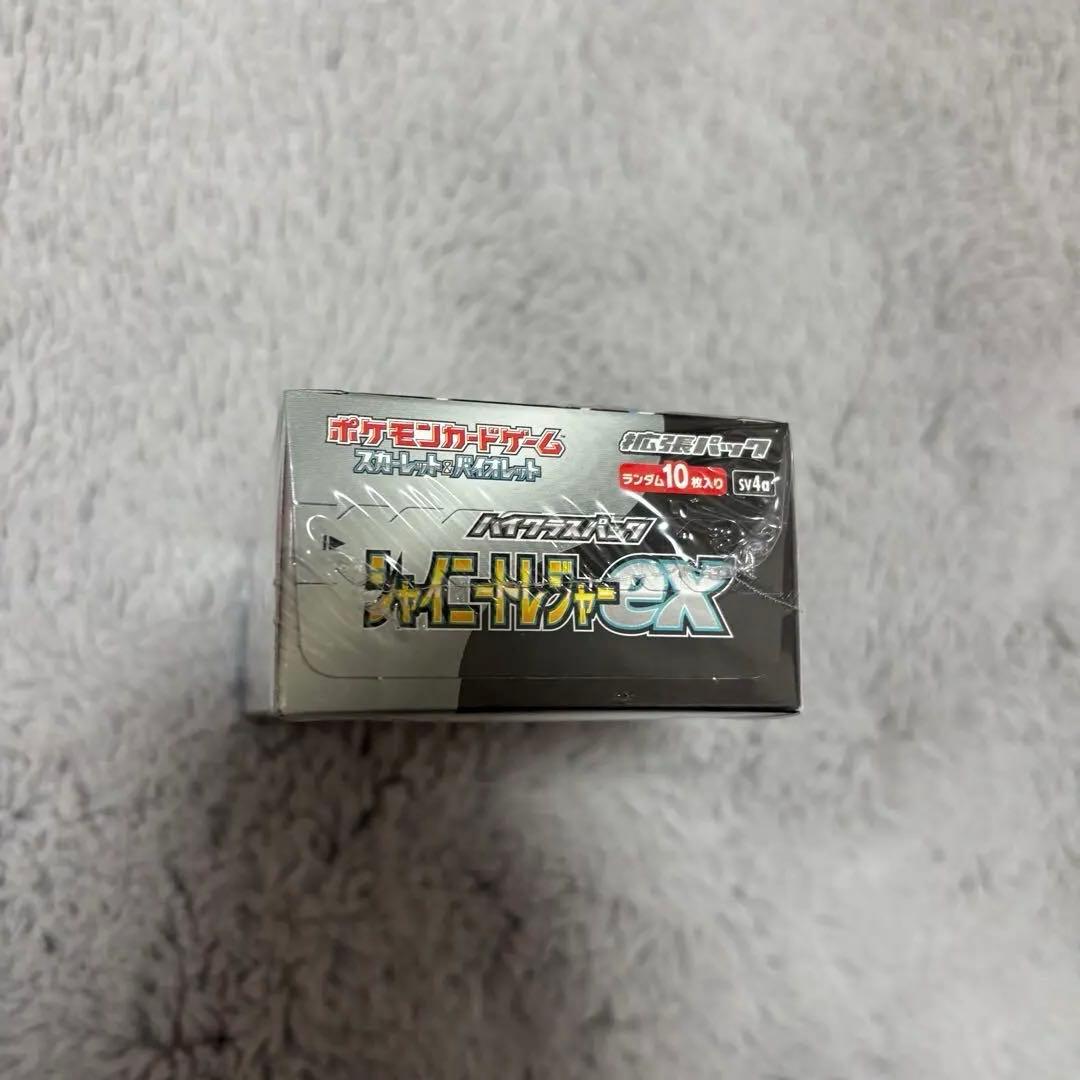 ポケモンカードゲーム
スカーレット&バイオレット
拡張パック
ランダム10枚入り
sv4a
ハイクラスパック
シャイニートレジャーex